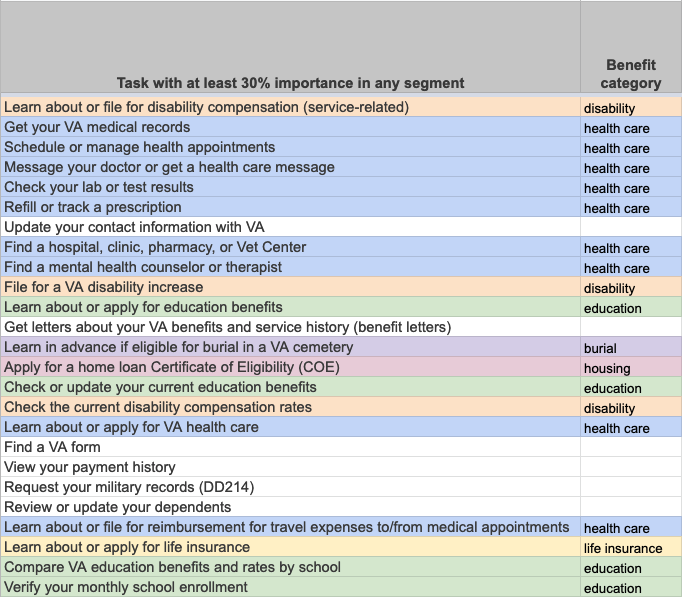 Task with at least 30% importance in any segment
Benefit
category
Learn about or file for disability compensation (service-related) disability
Get your VA medical records health care
Schedule or manage health appointments health care
Message your doctor or get a health care message health care
Check your lab or test results health care
Refill or track a prescription health care
Update your contact information with VA
Find a hospital, clinic, pharmacy, or Vet Center health care
Find a mental health counselor or therapist health care
File for a VA disability increase disability
Learn about or apply for education benefits education
Get letters about your VA benefits and service history (benefit letters)
Learn in advance if eligible for burial in a VA cemetery burial
Apply for a home loan Certificate of Eligibility (COE) housing
Check or update your current education benefits education
Check the current disability compensation rates disability
Learn about or apply for VA health care health care
Find a VA form
View your payment history
Request your military records (DD214)
Review or update your dependents
Learn about or file for reimbursement for travel expenses to/from medical appointments health care
Learn about or apply for life insurance life insurance
Compare VA education benefits and rates by school education
Verify your monthly school enrollment education